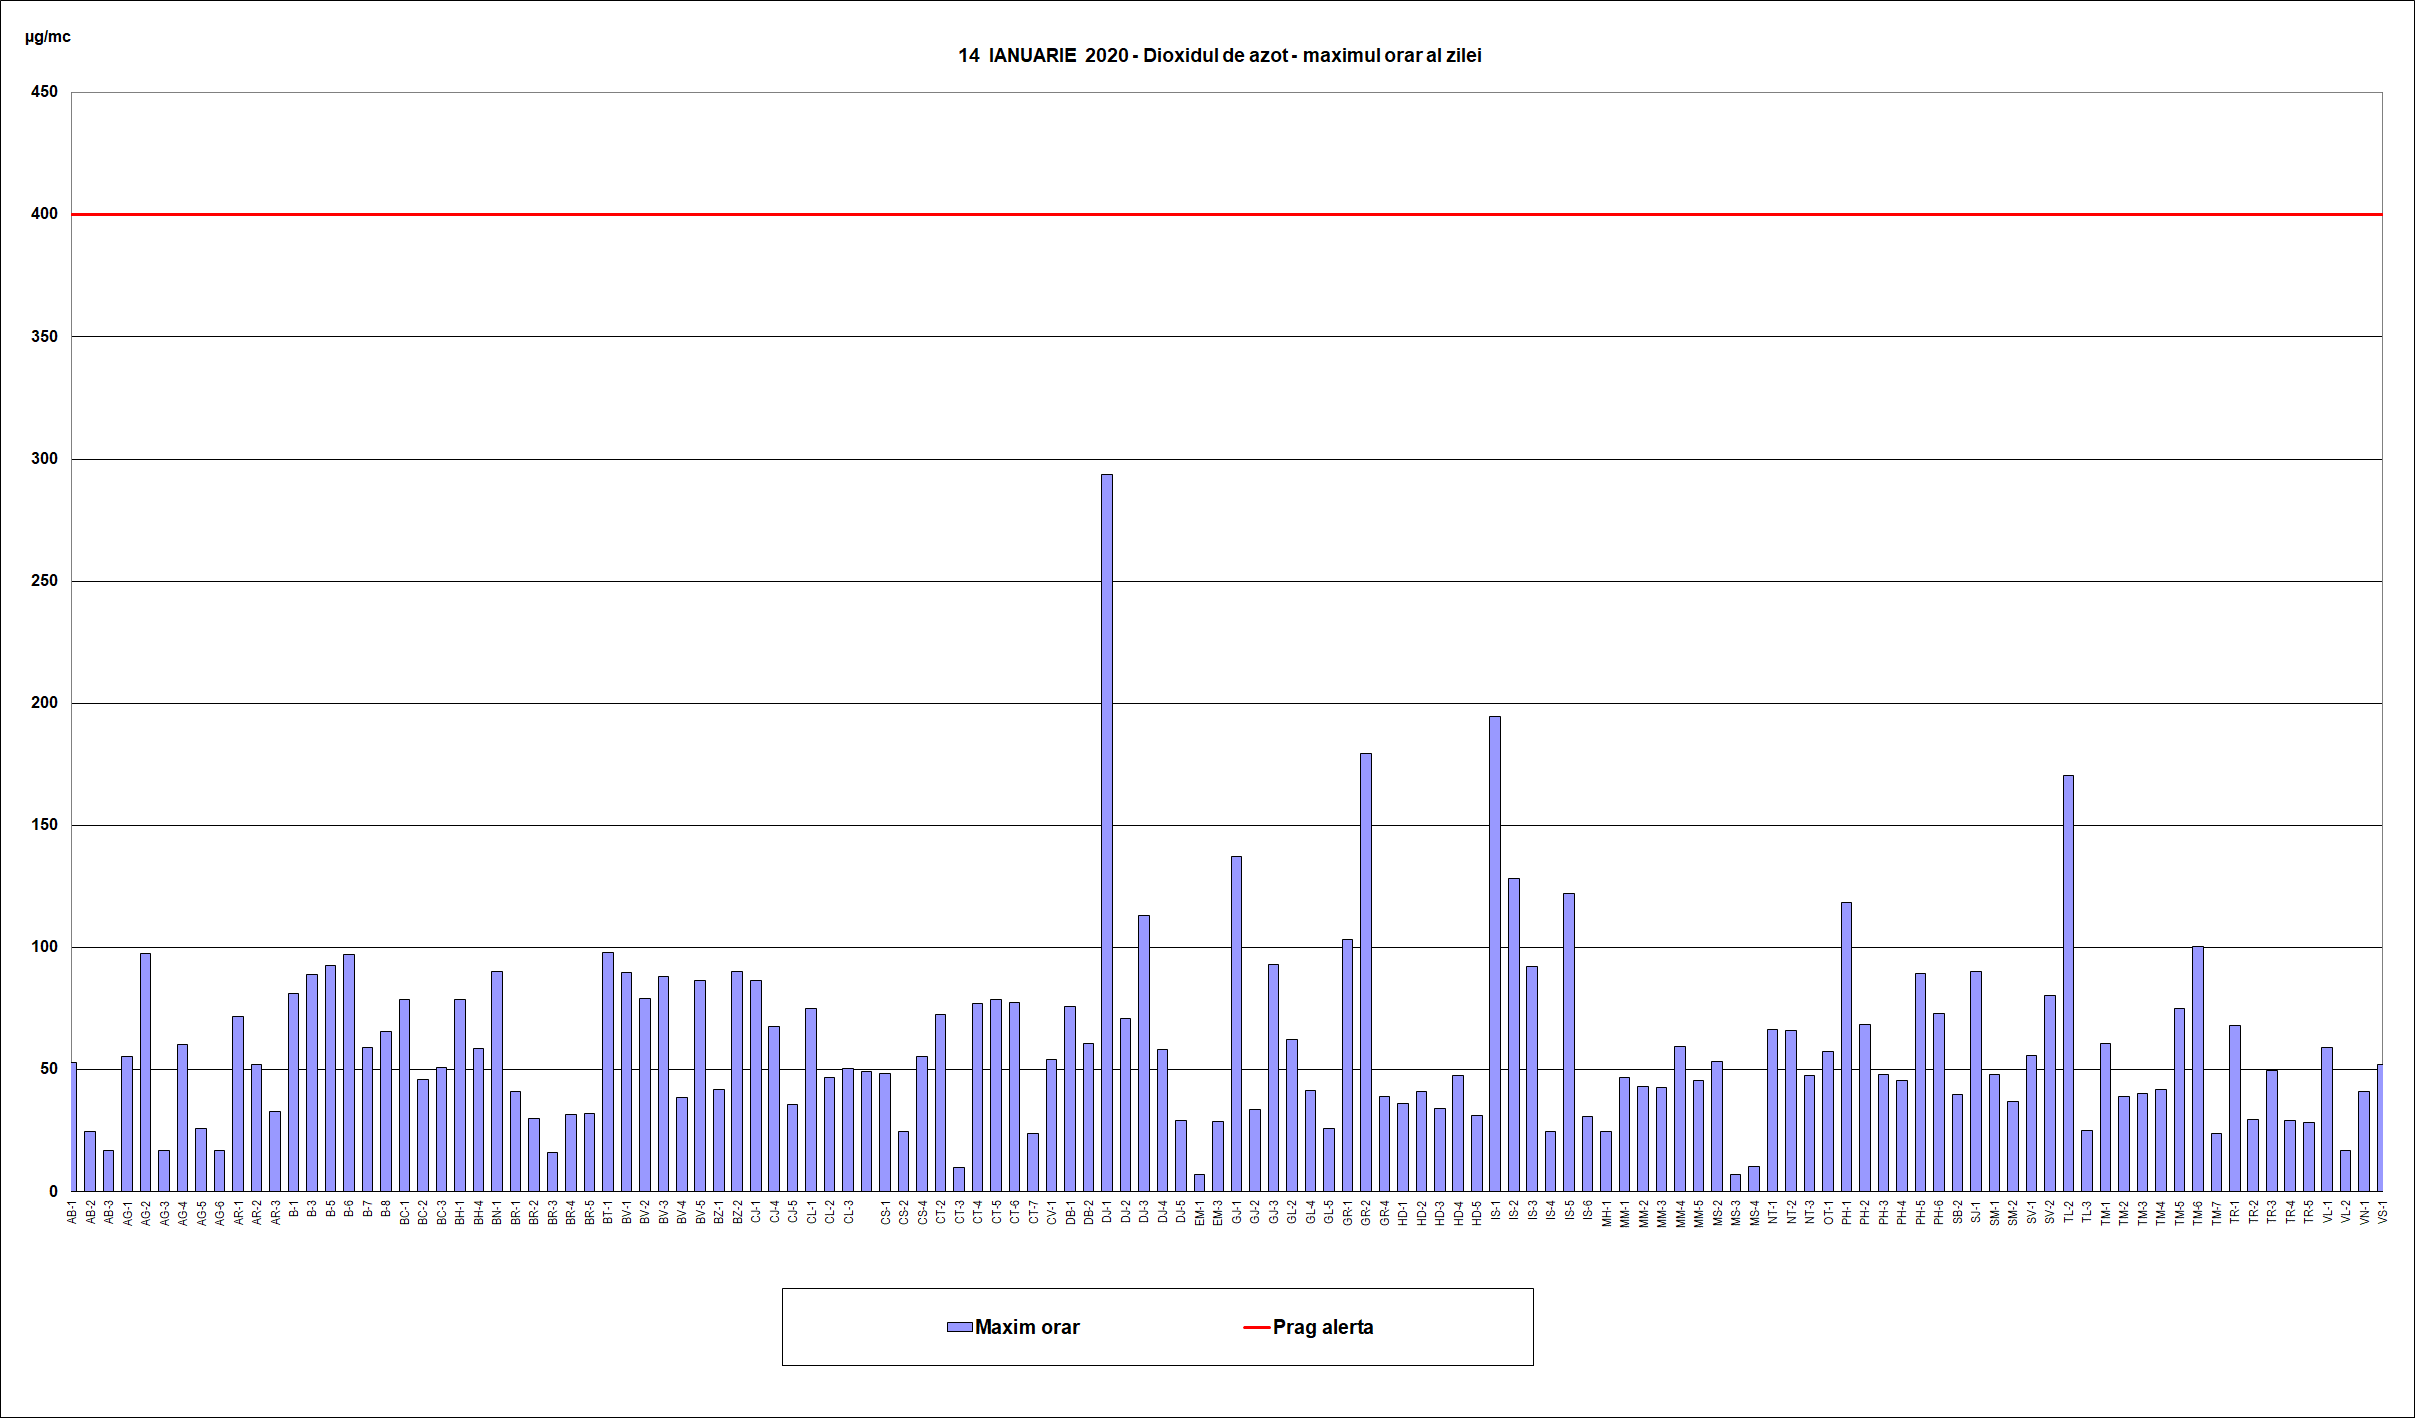 µg/mc
14 IANUARIE 2020 - Dioxidul de azot - maximul orar al zilei
450
400
350
300
250
200
150
100
50
0
AB-1 AB-2 AB-3 AG-1 AG-2 AG-3 AG-4 AG-5 AG-6 AR-1 AR-2 AR-3 B-1 B-3 B-5 B-6 B-7 B-8 BC-1 BC-2 BC-3 BH-1 BH-4 BN-1 BR-1 BR-2 BR-3 BR-4 BR-5 BT-1 BV-1 BV-2 BV-3 BV-4 BV-5 BZ-1 BZ-2 CJ-1 CJ-4 CJ-5 CL-1 CL-2 CL-3 CS-1 CS-2 CS-4 CT-2 CT-3 CT-4 CT-5 CT-6 CT-7 CV-1 DB-1 DB-2 DJ-1 DJ-2 DJ-3 DJ-4 DJ-5 EM-1 EM-3 GJ-1 GJ-2 GJ-3 GL-2 GL-4 GL-5 GR-1 GR-2 GR-4 HD-1 HD-2 HD-3 HD-4 HD-5 IS-1 IS-2 IS-3 IS-4 IS-5 IS-6 MH-1 MM-1 MM-2 MM-3 MM-4 MM-5 MS-2 MS-3 MS-4 NT-1 NT-2 NT-3 OT-1 PH-1 PH-2 PH-3 PH-4 PH-5 PH-6 SB-2 SJ-1 SM-1 SM-2 SV-1 SV-2 TL-2 TL-3 TM-1 TM-2 TM-3 TM-4 TM-5 TM-6 TM-7 TR-1 TR-2 TR-3 TR-4 TR-5 VL-1 VL-2 VN-1 VS-1
Maxim orar Prag alerta